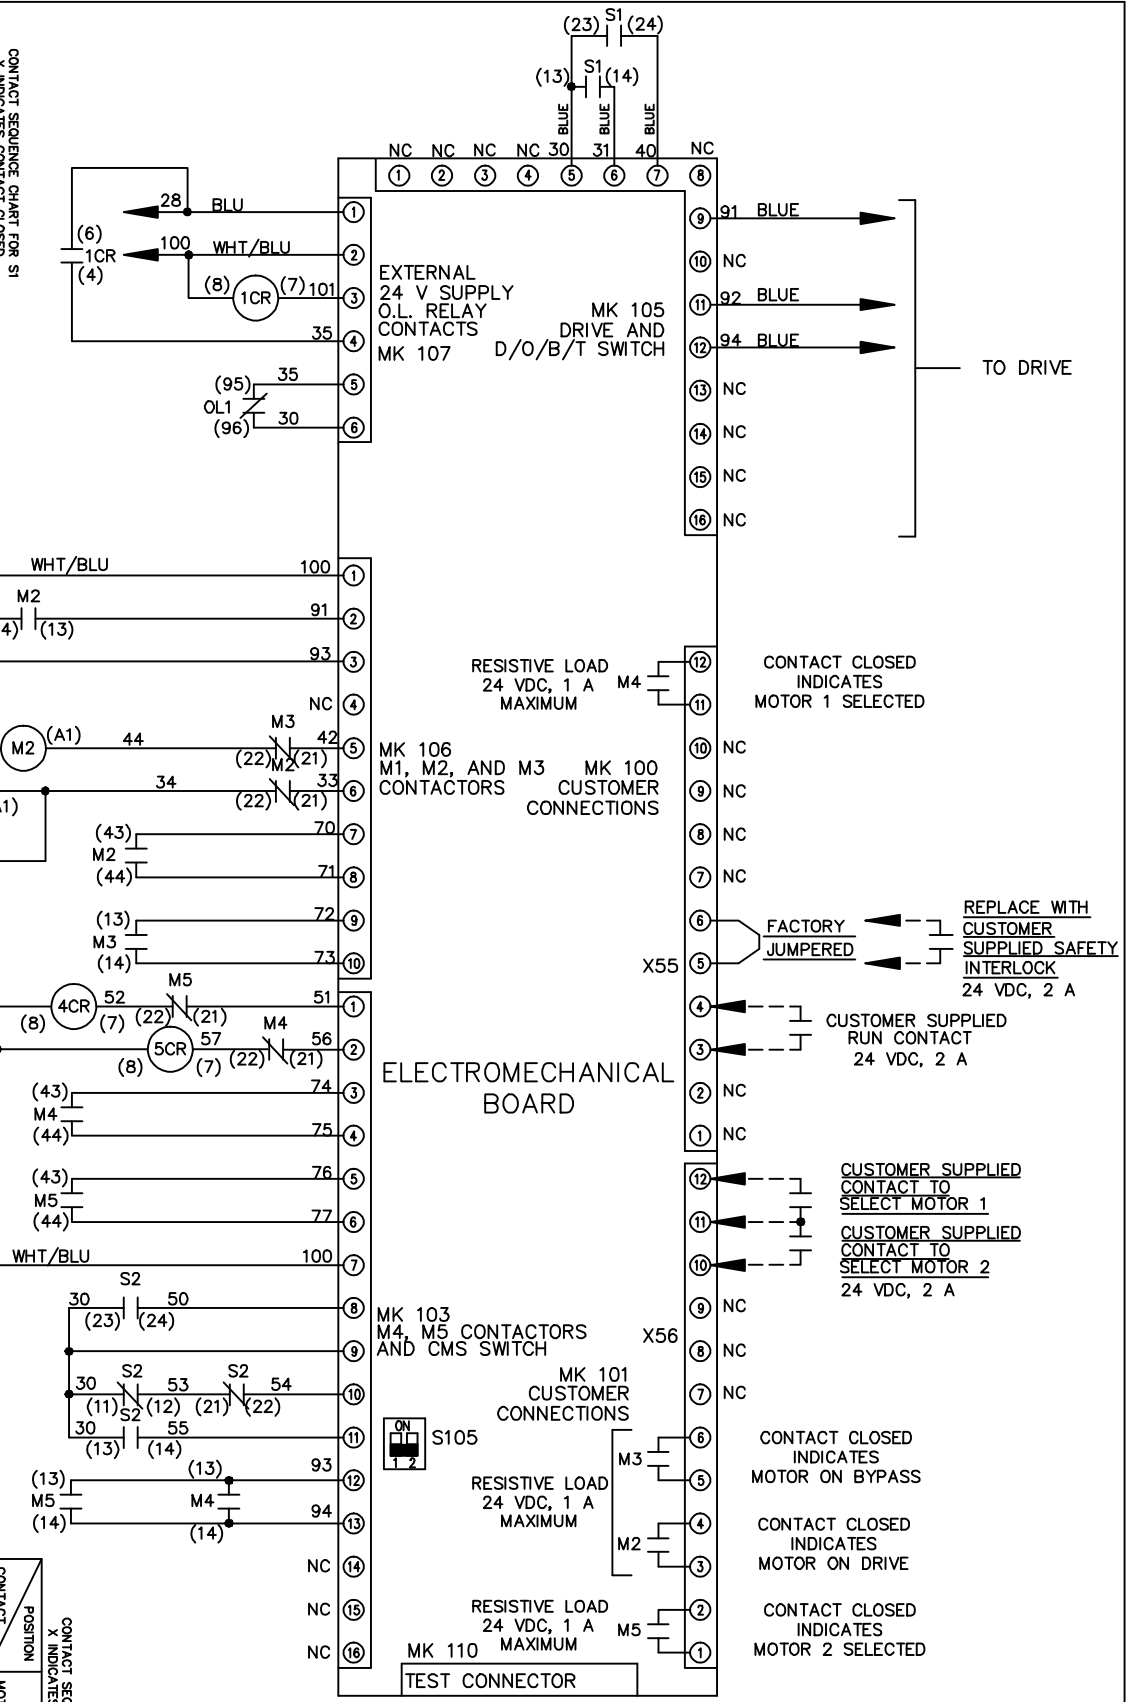 CONTACT SEQUENCE CHART FOR S1
X INDICATES CONTACT CLOSED
(23) S1 (24)
(13) S1 (14)
BLUE BLUE BLUE
NC NC NC NC 30 31 40 NC
1 2 3 4 5 6 7 8
28 BLU 1
100 WHT/BLU 2
(6)
1CR
(4)
(8) 1CR (7) 101 3
35 4
(95) 35 5
OL1
(96) 30 6
EXTERNAL
24 V SUPPLY
O.L. RELAY
CONTACTS
MK 107
MK 105
DRIVE AND
D/O/B/T SWITCH
9 91 BLUE
10 NC
11 92 BLUE
12 94 BLUE
13 NC
14 NC
15 NC
16 NC
TO DRIVE
WHT/BLU 100 1
M2 91 2
4) (13)
93 3
NC 4
M2 (A1) 44 M3 42 5
(22) (21)
34 M2 33 6
(22) (21)
A1)
(43) 70 7
M2
(44) 71 8
(13) 72 9
M3
(14) 73 10
MK 106
M1, M2, AND M3
CONTACTORS
MK 100
CUSTOMER
CONNECTIONS
RESISTIVE LOAD
24 VDC, 1 A
MAXIMUM
M4
12
11
CONTACT CLOSED
INDICATES
MOTOR 1 SELECTED
10 NC
9 NC
8 NC
7 NC
6
X55 5
FACTORY
JUMPERED
REPLACE WITH
CUSTOMER
SUPPLIED SAFETY
INTERLOCK
24 VDC, 2 A
4
3
CUSTOMER SUPPLIED
RUN CONTACT
24 VDC, 2 A
2 NC
1 NC
(8) 4CR 52 (7) M5 (22) (21) 51 1
(8) 5CR 57 (7) M4 (22) (21) 56 2
ELECTROMECHANICAL
BOARD
(43) 74 3
M4
(44) 75 4
(43) 76 5
M5
(44) 77 6
WHT/BLU 100 7
S2
30 50 8
(23) (24)
9
S2 S2
30 53 54 10
(11) (12) (21) (22)
S2
30 55 11
(13) (14)
(13) (13) 93 12
M5 M4
(14) (14) 94 13
NC 14
NC 15
NC 16
MK 103
M4, M5 CONTACTORS
AND CMS SWITCH
12
11
10
CUSTOMER SUPPLIED
CONTACT TO
SELECT MOTOR 1
CUSTOMER SUPPLIED
CONTACT TO
SELECT MOTOR 2
24 VDC, 2 A
9 NC
X56
8 NC
7 NC
MK 101
CUSTOMER
CONNECTIONS
ON
1 2
S105
RESISTIVE LOAD
24 VDC, 1 A
MAXIMUM
M3
6
5
CONTACT CLOSED
INDICATES
MOTOR ON BYPASS
M2
4
3
CONTACT CLOSED
INDICATES
MOTOR ON DRIVE
RESISTIVE LOAD
24 VDC, 1 A
MAXIMUM
M5
2
1
CONTACT CLOSED
INDICATES
MOTOR 2 SELECTED
MK 110
TEST CONNECTOR
CONTACT SEQ
X INDICATES
POSITION
CONTACT